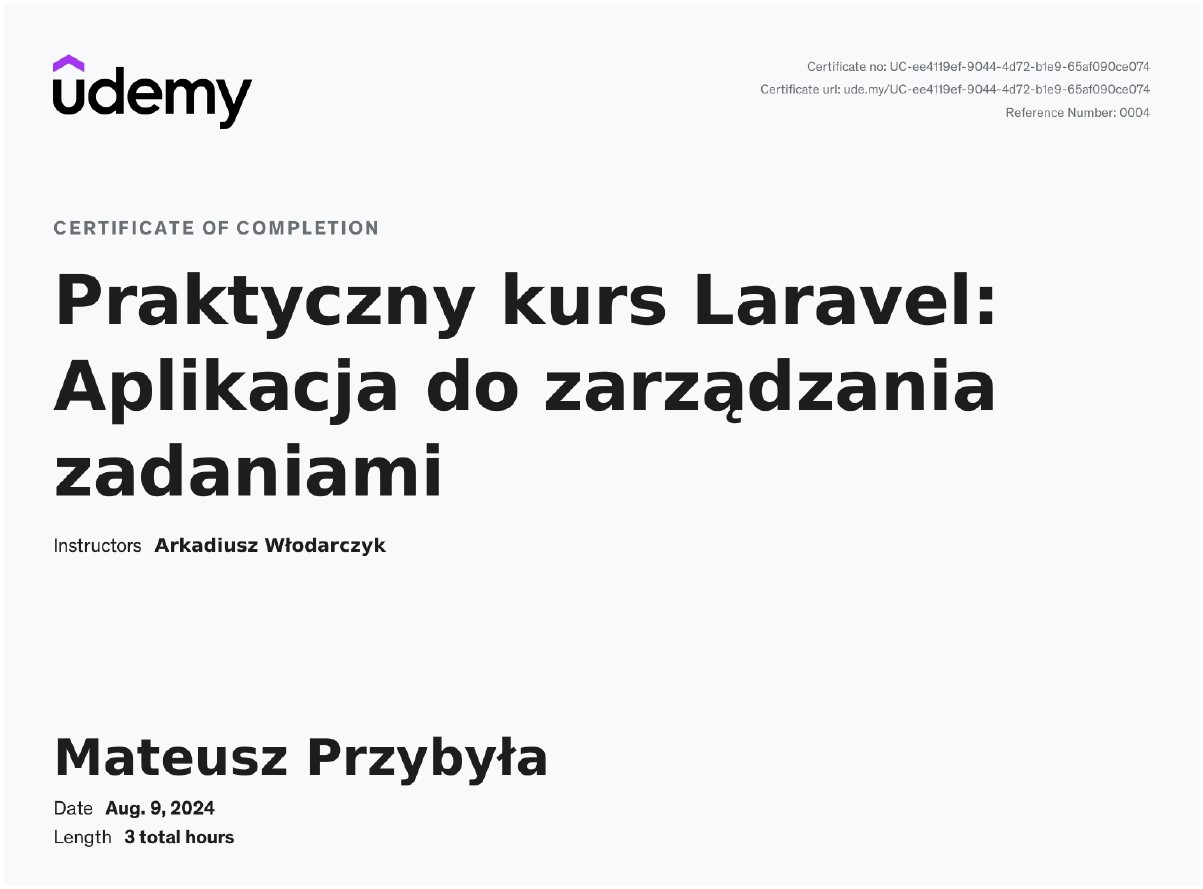 udemy
Certificate no: UC-ee4119ef-9044-4d72-b1e9-65af090ce074
Certificate url: ude.my/UC-ee4119ef-9044-4d72-b1e9-65af090ce074
Reference Number: 0004
CERTIFICATE OF COMPLETION
Praktyczny kurs Laravel:
Aplikacja do zarządzania
zadaniami
Instructors Arkadiusz Włodarczyk
Mateusz Przybyła
Date Aug. 9, 2024
Length 3 total hours